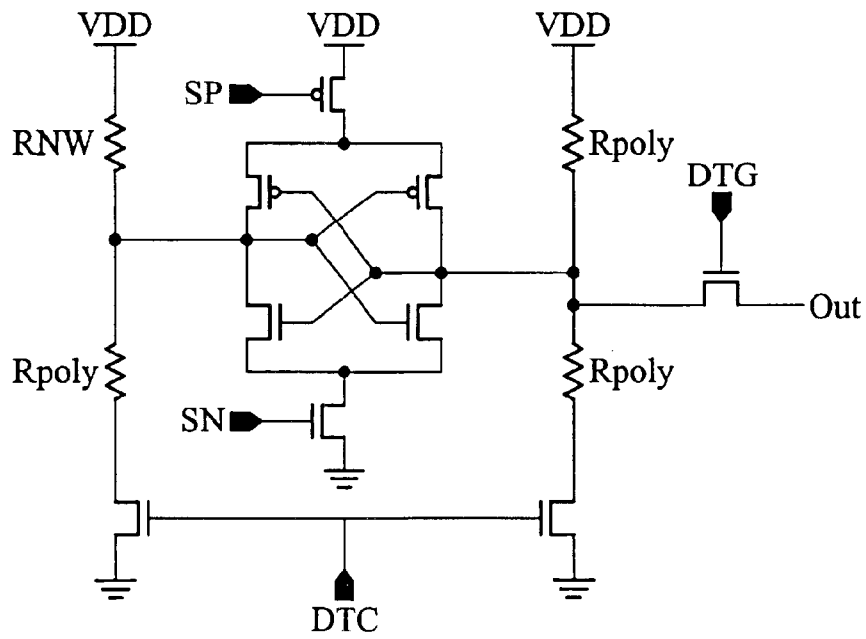 VDD
VDD
VDD
SP
RNW
Rpoly
DTG
Out
Rpoly
Rpoly
SN
DTC